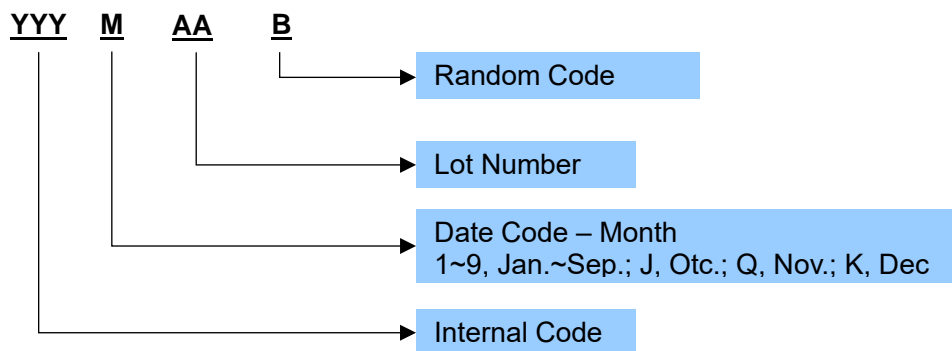 YYY M AA B
Random Code
Lot Number
Date Code – Month
1~9, Jan.~Sep.; J, Otc.; Q, Nov.; K, Dec
Internal Code